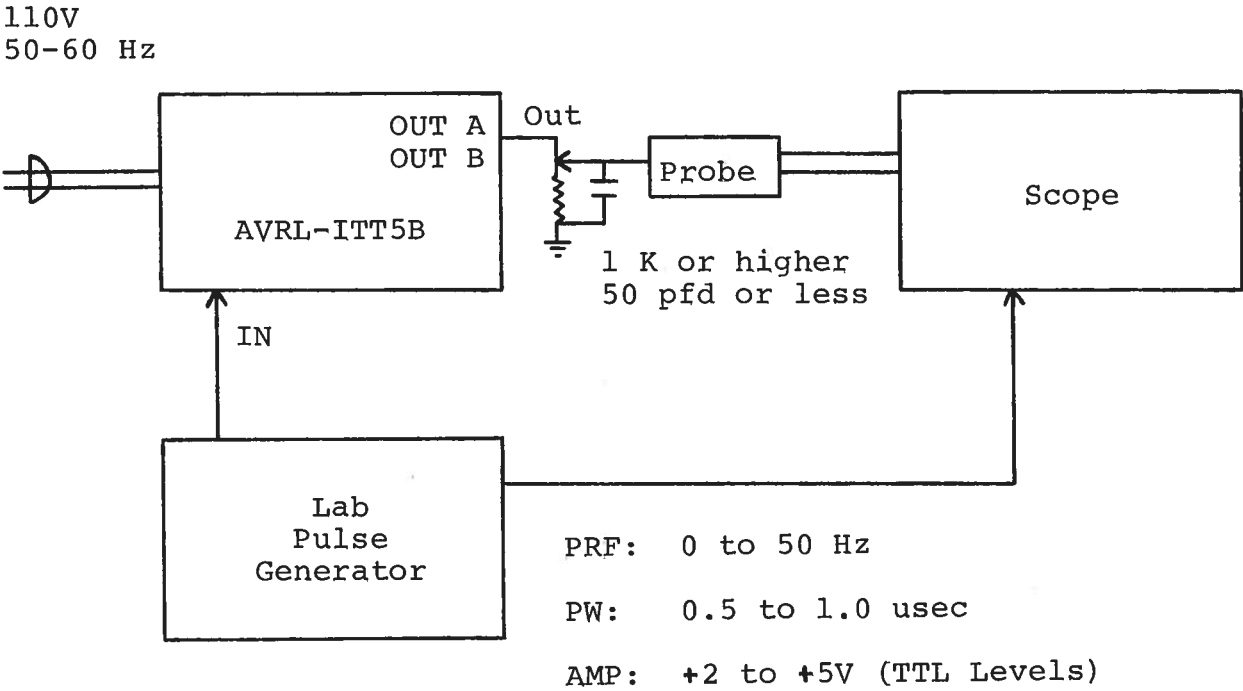 110V
50-60 Hz
OUT A
OUT B
Out
AVRL-ITT5B
Probe
Scope
1 K or higher
50 pfd or less
IN
Lab
Pulse
Generator
PRF: 0 to 50 Hz
PW: 0.5 to 1.0 usec
AMP: +2 to +5V (TTL Levels)